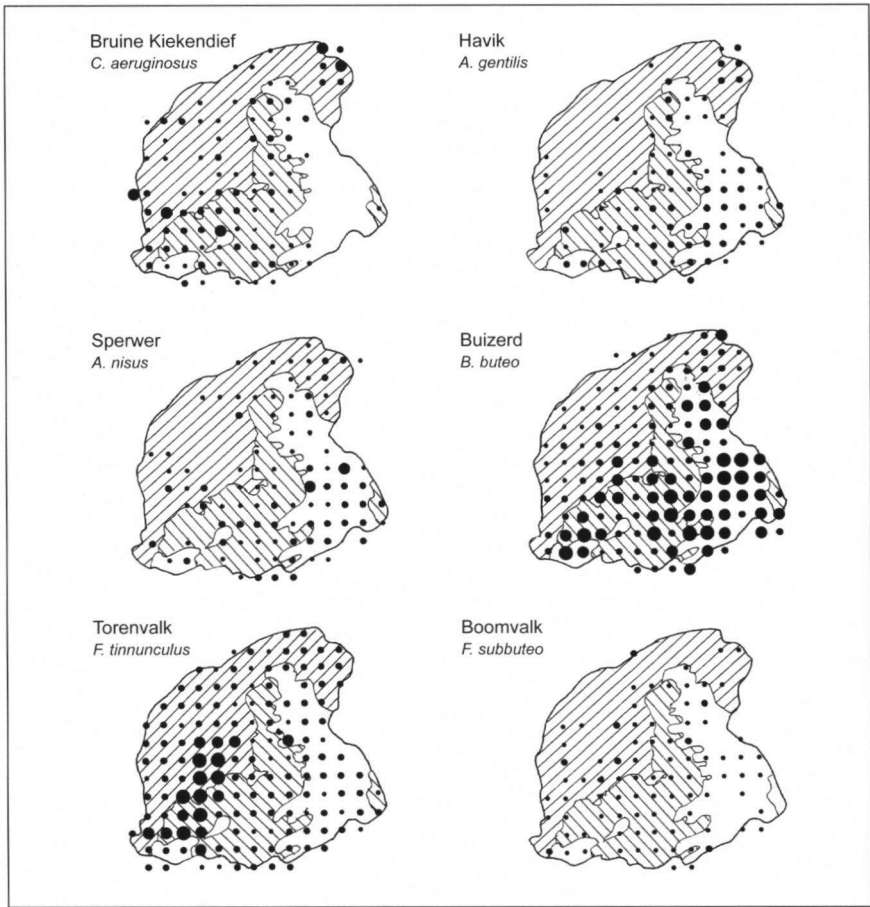 Bruine Kiekendief
C. aeruginosus
Havik
A. gentilis
Sperwer
A. nisus
Buizerd
B. buteo
Torenvalk
F. tinnunculus
Boomvalk
F. subbuteo